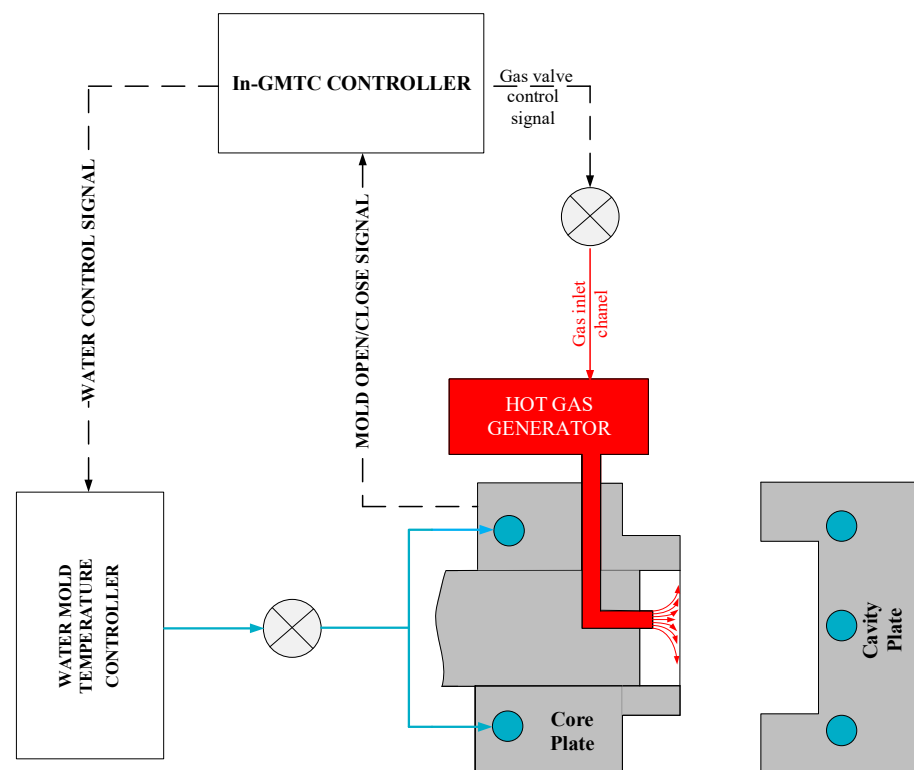 In-GMTC CONTROLLER
Gas valve
control
signal
WATER CONTROL SIGNAL
MOLD OPEN/CLOSE SIGNAL
Gas inlet
chanel
HOT GAS
GENERATOR
WATER MOLD
TEMPERATURE
CONTROLLER
Core
Plate
Cavity
Plate